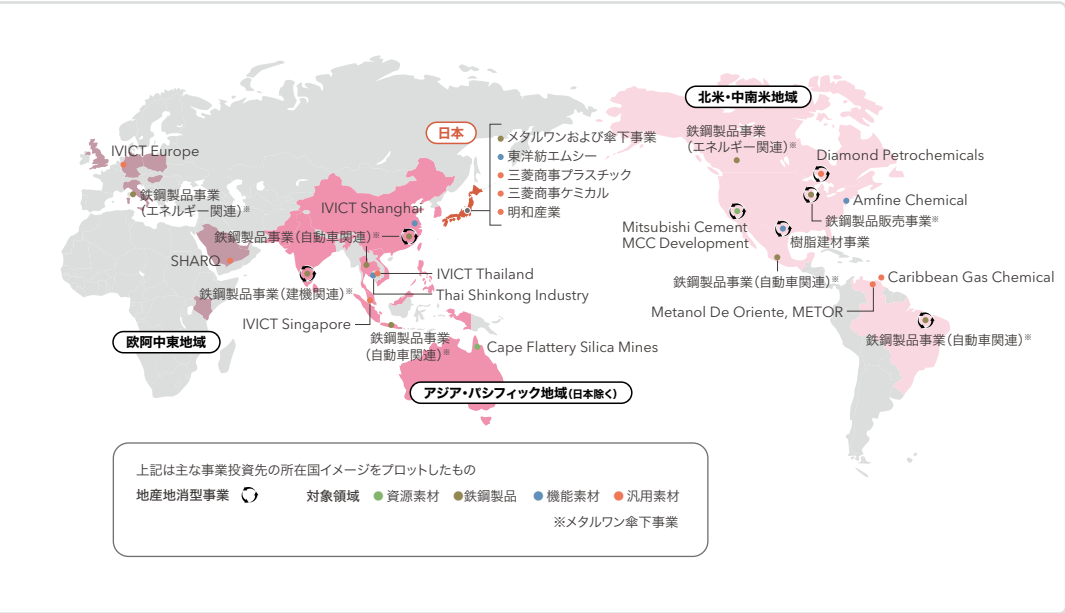 北米・中南米地域
日本
メタルワンおよび傘下事業
東洋紡エムシー
三菱商事プラスチック
三菱商事ケミカル
明和産業
鉄鋼製品事業
(エネルギー関連)※
Diamond Petrochemicals
IVICT Europe
鉄鋼製品事業
(エネルギー関連)※
IVICT Shanghai
Amfine Chemical
鉄鋼製品販売事業※
Mitsubishi Cement
MCC Development
樹脂建材事業
鉄鋼製品事業(自動車関連)※
SHARQ
IVICT Thailand
鉄鋼製品事業(自動車関連)※
Caribbean Gas Chemical
鉄鋼製品事業(建機関連)※
Thai Shinkong Industry
Metanol De Oriente, METOR
IVICT Singapore
欧阿中東地域
鉄鋼製品事業
(自動車関連)※
Cape Flattery Silica Mines
鉄鋼製品事業(自動車関連)※
アジア・パシフィック地域(日本除く)
上記は主な事業投資先の所在国イメージをプロットしたもの
地産地消型事業 対象領域 資源素材 鉄鋼製品 機能素材 汎用素材
※メタルワン傘下事業